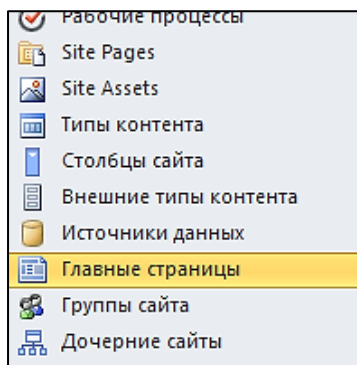 Рабочие процессы
Site Pages
Site Assets
Типы контента
Столбцы сайта
Внешние типы контента
Источники данных
Главные страницы
Группы сайта
Дочерние сайты